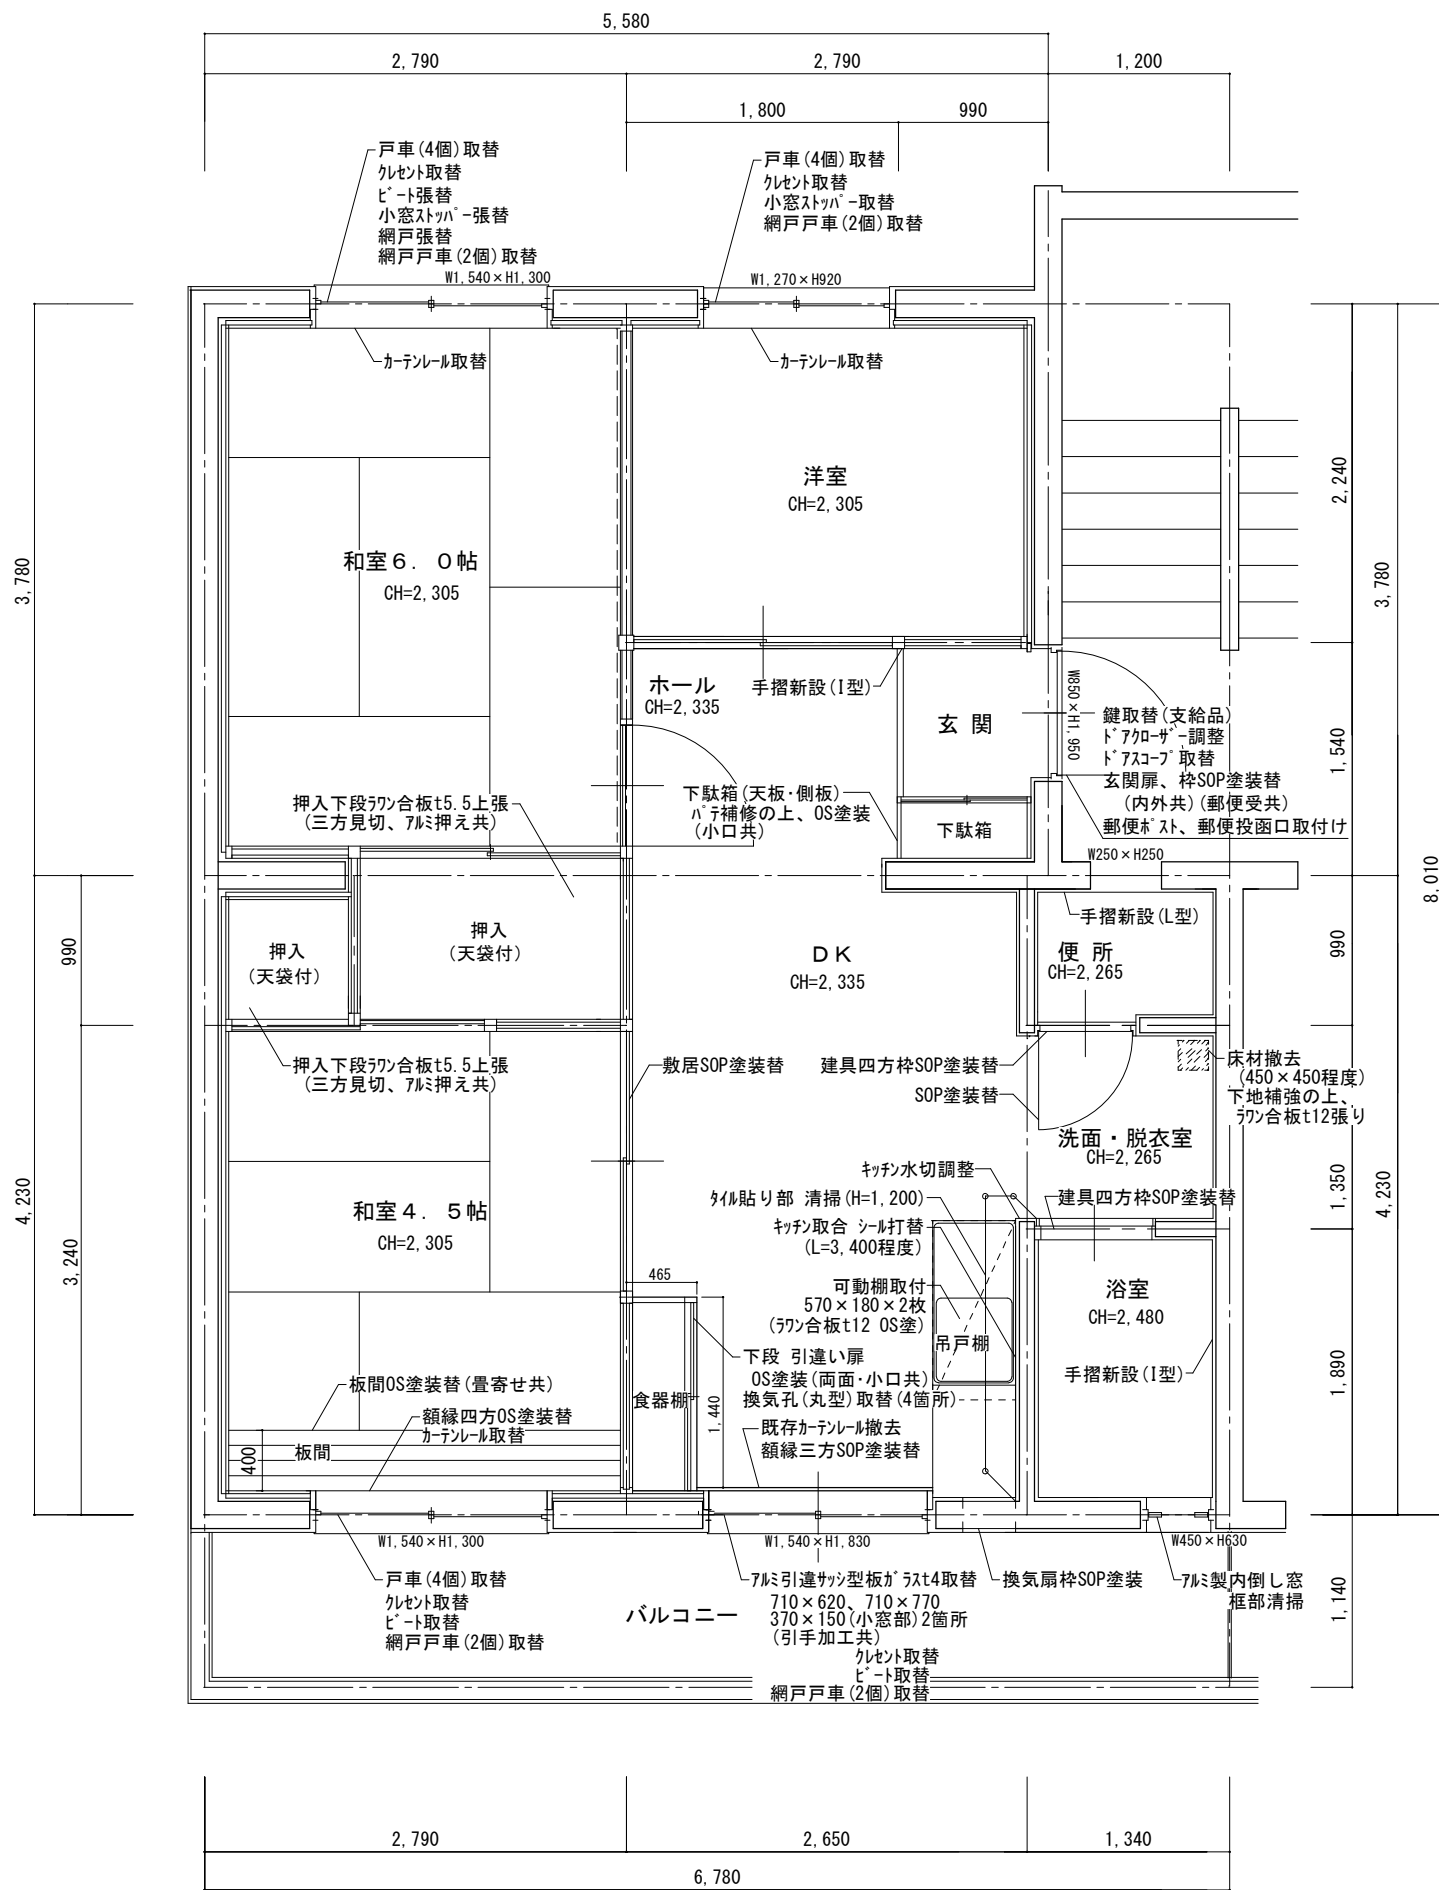 5,580
2,790
2,790
1,200
1,800
990
戸車(4個)取替
ｸﾚｾﾝﾄ取替
ﾋﾞｰﾄ張替
小窓ｽﾄｯﾊﾟｰ張替
網戸張替
網戸戸車(2個)取替
W1,540×H1,300
戸車(4個)取替
ｸﾚｾﾝﾄ取替
小窓ｽﾄｯﾊﾟｰ取替
網戸戸車(2個)取替
W1,270×H920
ｶｰﾃﾝﾚｰﾙ取替
ｶｰﾃﾝﾚｰﾙ取替
洋室
CH=2,305
和室６．０帖
CH=2,305
3,780
2,240
3,780
ホール
CH=2,335
手摺新設(I型)
玄 関
W850×H1,950
鍵取替(支給品)
ﾄﾞｱｸﾛｰｻﾞｰ調整
ﾄﾞｱｽｺｰﾌﾟ取替
玄関扉、枠SOP塗装替
(内外共)(郵便受共)
郵便ﾎﾟｽﾄ、郵便投函口取付け
1,540
押入下段ﾗﾜﾝ合板t5.5上張
(三方見切、ｱﾙﾐ押え共)
下駄箱(天板･側板)
ﾊﾟﾃ補修の上、OS塗装
(小口共)
下駄箱
W250×H250
8,010
手摺新設(L型)
990
押入
(天袋付)
押入
(天袋付)
ＤＫ
CH=2,335
便 所
CH=2,265
990
押入下段ﾗﾜﾝ合板t5.5上張
(三方見切、ｱﾙﾐ押え共)
敷居SOP塗装替
建具四方枠SOP塗装替
SOP塗装替
床材撤去
(450×450程度)
下地補強の上、
ﾗﾜﾝ合板t12張り
洗面・脱衣室
CH=2,265
ｷｯﾁﾝ水切調整
ﾀｲﾙ貼り部 清掃(H=1,200)
建具四方枠SOP塗装替
1,350
4,230
4,230
3,240
和室４．５帖
CH=2,305
ｷｯﾁﾝ取合 ｼｰﾙ打替
(L=3,400程度)
465
可動棚取付
570×180×2枚
(ﾗﾜﾝ合板t12 OS塗)
吊戸棚
浴室
CH=2,480
下段 引違い扉
OS塗装(両面･小口共)
換気孔(丸型)取替(4箇所)
手摺新設(I型)
1,890
食器棚
1,440
板間OS塗装替(畳寄せ共)
額縁四方OS塗装替
ｶｰﾃﾝﾚｰﾙ取替
既存ｶｰﾃﾝﾚｰﾙ撤去
額縁三方SOP塗装替
400
板間
W1,540×H1,300
W1,540×H1,830
W450×H630
戸車(4個)取替
ｸﾚｾﾝﾄ取替
ﾋﾞｰﾄ取替
網戸戸車(2個)取替
バルコニー
ｱﾙﾐ引違ｻｯｼ型板ｶﾞﾗｽt4取替
710×620、710×770
370×150(小窓部)2箇所
(引手加工共)
ｸﾚｾﾝﾄ取替
ﾋﾞｰﾄ取替
網戸戸車(2個)取替
換気扇枠SOP塗装
ｱﾙﾐ製内倒し窓
框部清掃
1,140
2,790
2,650
1,340
6,780